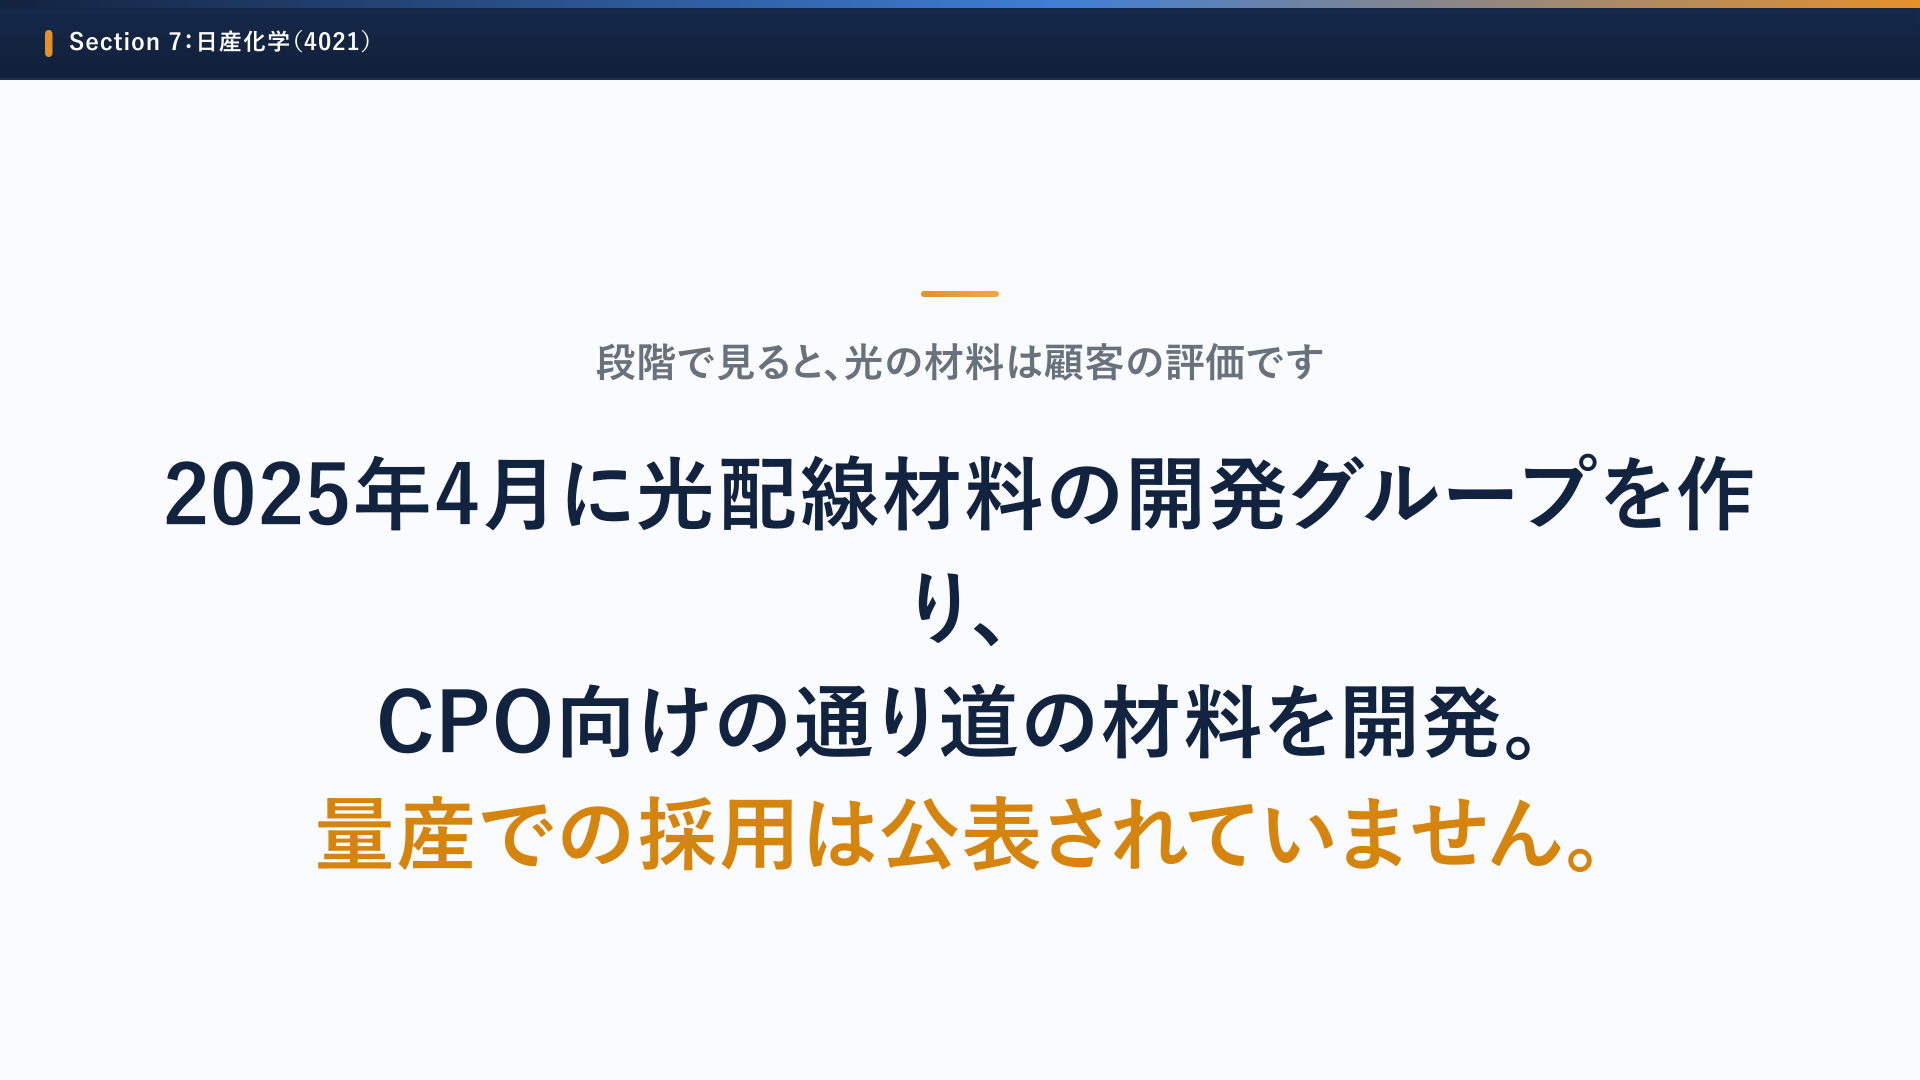 Section 7：日産化学（4021）
段階で見ると、光の材料は顧客の評価です
2025年4月に光配線材料の開発グループを作
り、
CPO向けの通り道の材料を開発。
量産での採用は公表されていません。